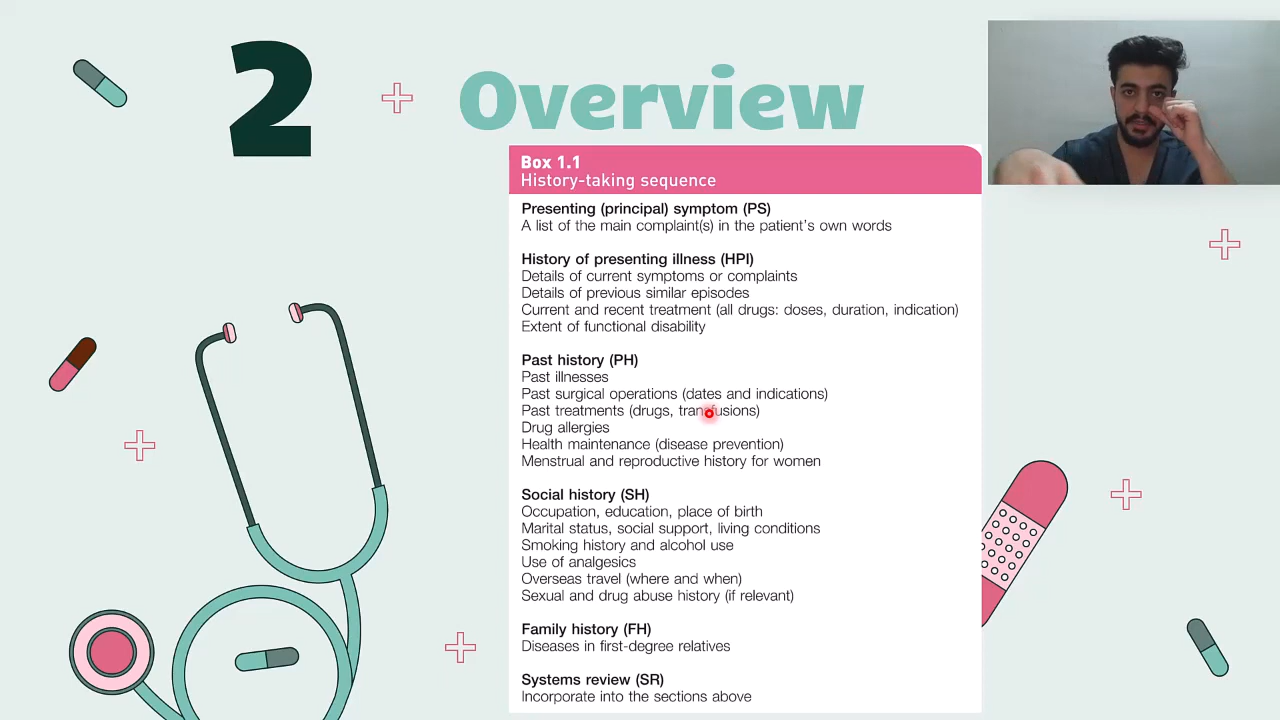 2
Overview
Box 1.1
History-taking sequence
Presenting (principal) symptom (PS)
A list of the main complaint(s) in the patient's own words
History of presenting illness (HPI)
Details of current symptoms or complaints
Details of previous similar episodes
Current and recent treatment (all drugs: doses, duration, indication)
Extent of functional disability
Past history (PH)
Past illnesses
Past surgical operations (dates and indications)
Past treatments (drugs, transfusions)
Drug allergies
Health maintenance (disease prevention)
Menstrual and reproductive history for women
Social history (SH)
Occupation, education, place of birth
Marital status, social support, living conditions
Smoking history and alcohol use
Use of analgesics
Overseas travel (where and when)
Sexual and drug abuse history (if relevant)
Family history (FH)
Diseases in first-degree relatives
Systems review (SR)
Incorporate into the sections above